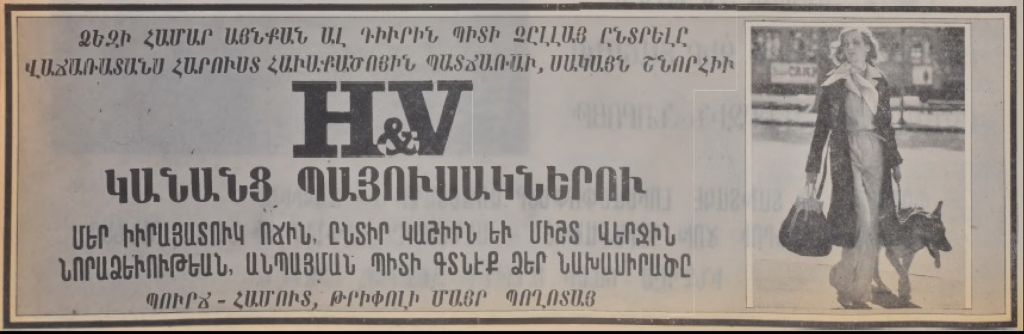 ՁԵԶԻ ՀԱՄԱՐ ԱՅՆՔԱՆ ԱԼ ԴԻՒՐԻՆ ՊԻՏԻ ՉԸԼԼԱՅ ԸՆՏՐԵԼԸ
ՎԱՃԱՌԱՏԱՆՍ ՀԱՐՈՒՍՏ ՀԱՒԱՔԱԾՈՅԻՆ ՊԱՏՃԱՌԱՒ, ՍԱԿԱՅՆ ՇՆՈՐՀԻՒ
H&V
ԿԱՆԱՆՑ ՊԱՅՈՒՍԱԿՆԵՐՈՒ
ՄԵՐ ԻՒՐԱՅԱՏՈՒԿ ՈՃԻՆ, ԸՆՏԻՐ ԿԱՇԻԻՆ ԵՒ ՄԻՇՏ ՎԵՐՋԻՆ
ՆՈՐԱՁԵՒՈՒԹԵԱՆ, ԱՆՊԱՅՄԱՆ ՊԻՏԻ ԳՏՆԷՔ ՁԵՐ ՆԱԽԱՍԻՐԱԾԸ
ՊՈՒՐՃ - ՀԱՄՈՒՏ, ԹՐԻՓՈԼԻ ՄԱՅՐ ՊՈՂՈՏԱՅ